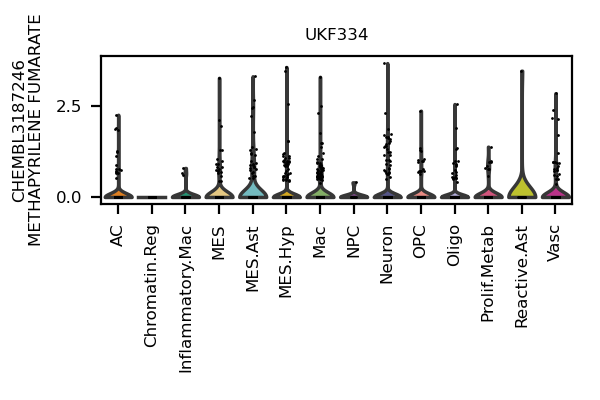 UKF334
CHEMBL3187246
METHAPYRILENE FUMARATE
2.5
0.0
AC
Chromatin.Reg
Inflammatory.Mac
MES
MES.Ast
MES.Hyp
Mac
NPC
Neuron
OPC
Oligo
Prolif.Metab
Reactive.Ast
Vasc